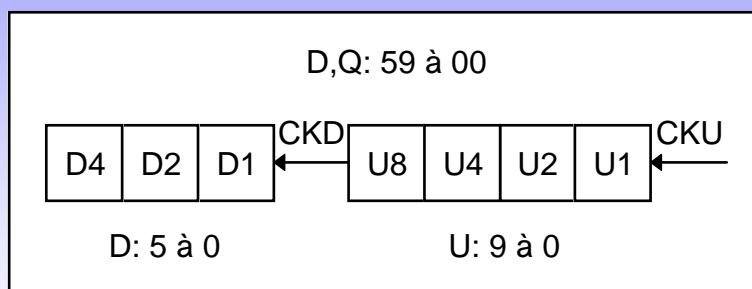 D,Q: 59 à 00
CKD CKU
D4 D2 D1 U8 U4 U2 U1
D: 5 à 0 U: 9 à 0